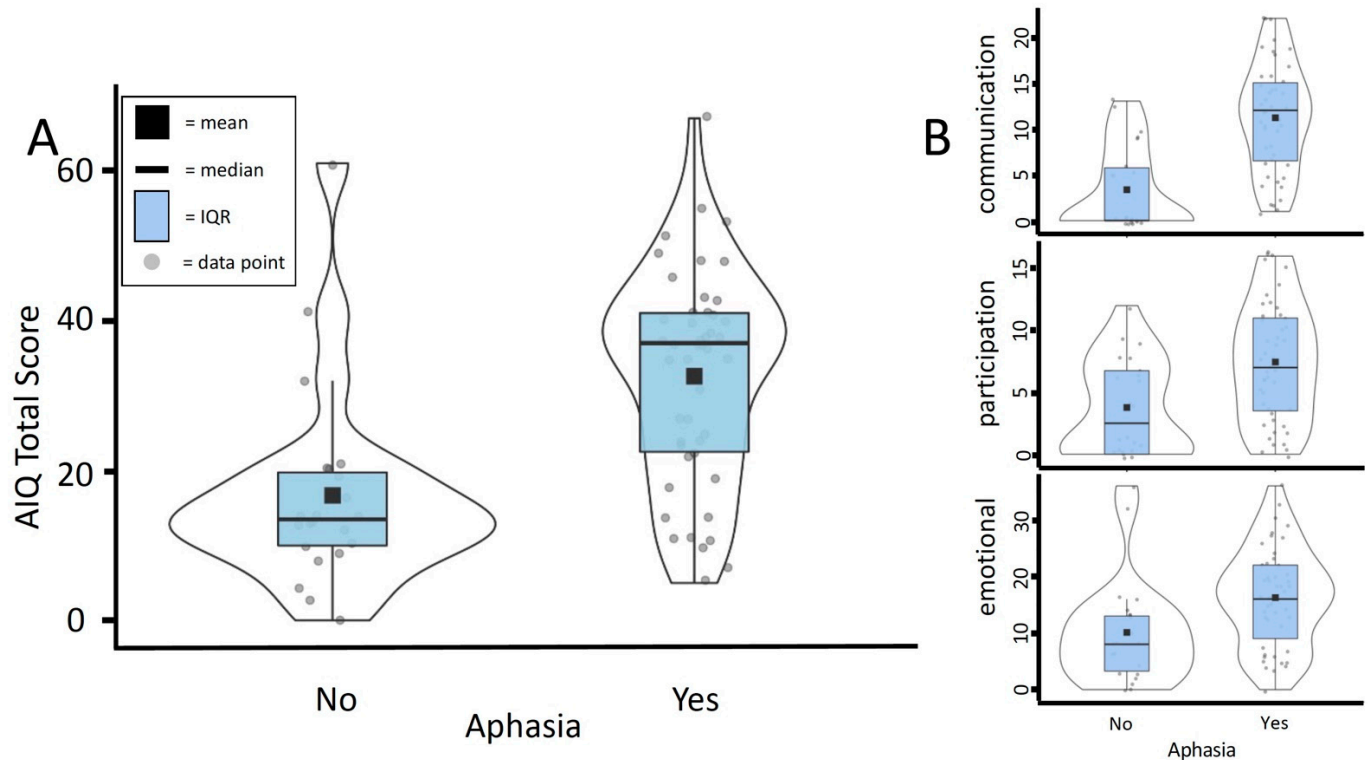 A
= mean
= median
= IQR
= data point
AIQ Total Score
60
40
20
0
No
Yes
Aphasia
B
communication
20
15
10
5
0
participation
15
10
5
0
emotional
30
20
10
0
No
Yes
Aphasia